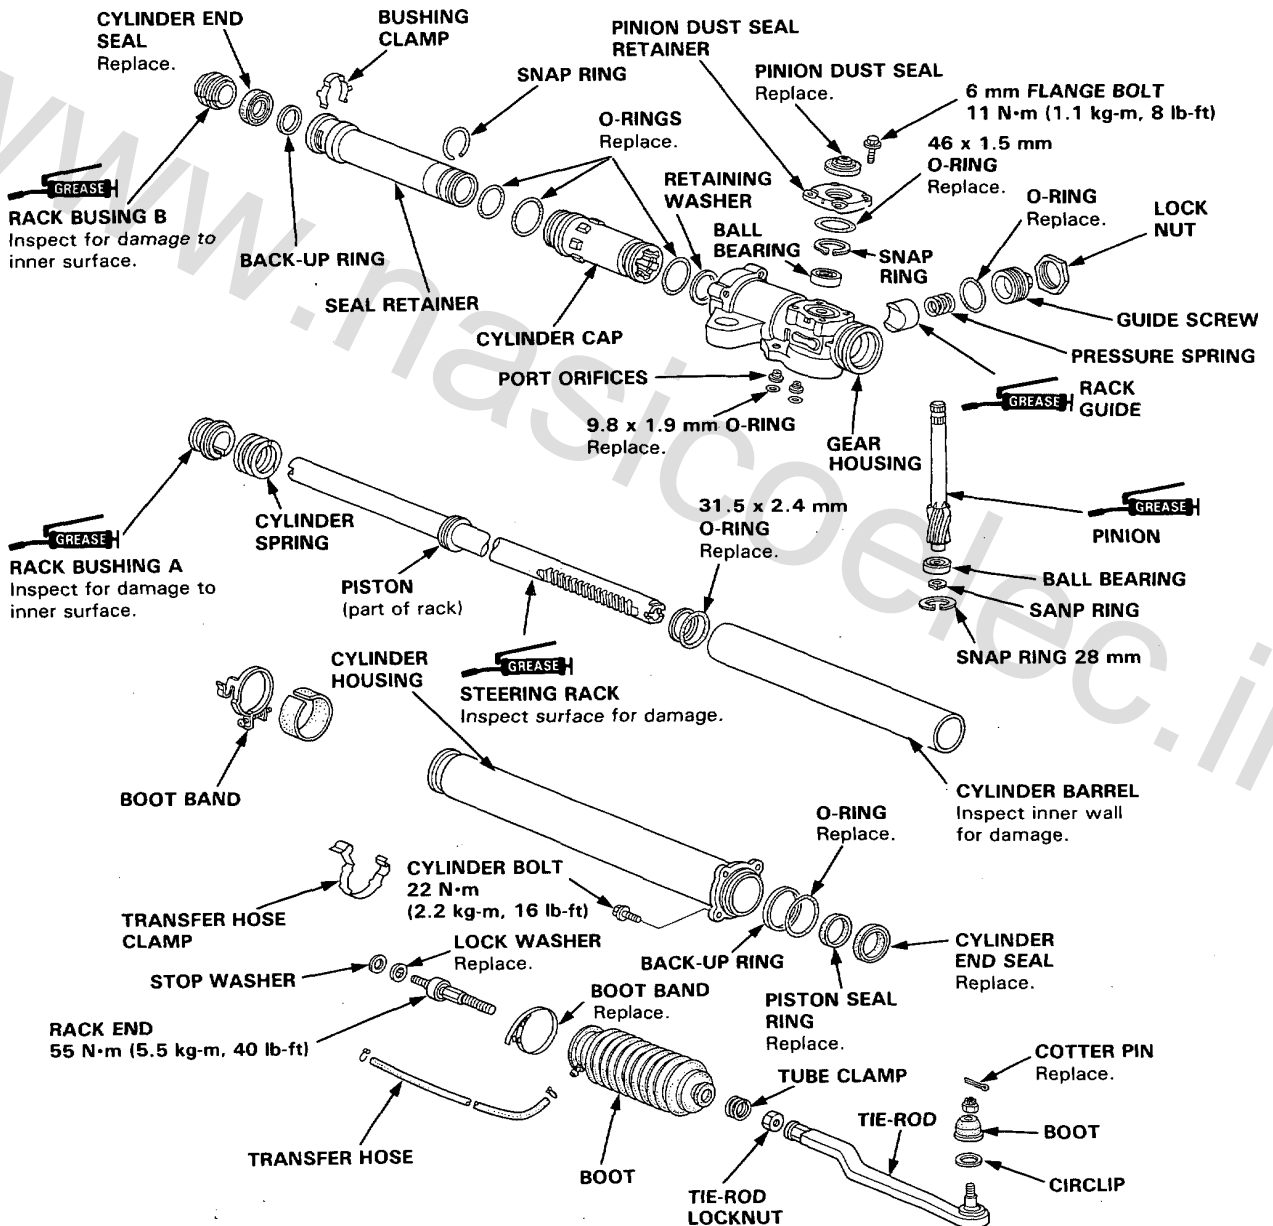 CYLINDER END
SEAL
Replace.
BUSHING
CLAMP
SNAP RING
PINION DUST SEAL
RETAINER
PINION DUST SEAL
Replace.
6 mm FLANGE BOLT
11 N·m (1.1 kg-m, 8 lb-ft)
O-RINGS
Replace.
46 x 1.5 mm
O-RING
Replace.
RETAINING
WASHER
BALL
BEARING
SNAP
RING
O-RING
Replace.
LOCK
NUT
GREASE
RACK BUSING B
Inspect for damage to
inner surface.
BACK-UP RING
SEAL RETAINER
CYLINDER CAP
GUIDE SCREW
PRESSURE SPRING
PORT ORIFICES
GREASE
RACK
GUIDE
9.8 x 1.9 mm O-RING
Replace.
GEAR
HOUSING
31.5 x 2.4 mm
O-RING
Replace.
GREASE
PINION
CYLINDER
SPRING
GREASE
RACK BUSHING A
Inspect for damage to
inner surface.
PISTON
(part of rack)
BALL BEARING
SANP RING
SNAP RING 28 mm
CYLINDER
HOUSING
GREASE
STEERING RACK
Inspect surface for damage.
BOOT BAND
CYLINDER BARREL
Inspect inner wall
for damage.
O-RING
Replace.
CYLINDER BOLT
22 N·m
(2.2 kg-m, 16 lb-ft)
TRANSFER HOSE
CLAMP
LOCK WASHER
Replace.
STOP WASHER
BACK-UP RING
CYLINDER
END SEAL
Replace.
BOOT BAND
Replace.
PISTON SEAL
RING
Replace.
RACK END
55 N·m (5.5 kg-m, 40 lb-ft)
COTTER PIN
Replace.
TUBE CLAMP
TIE-ROD
BOOT
TRANSFER HOSE
BOOT
CIRCLIP
TIE-ROD
LOCKNUT
www.nasicoelec.ir